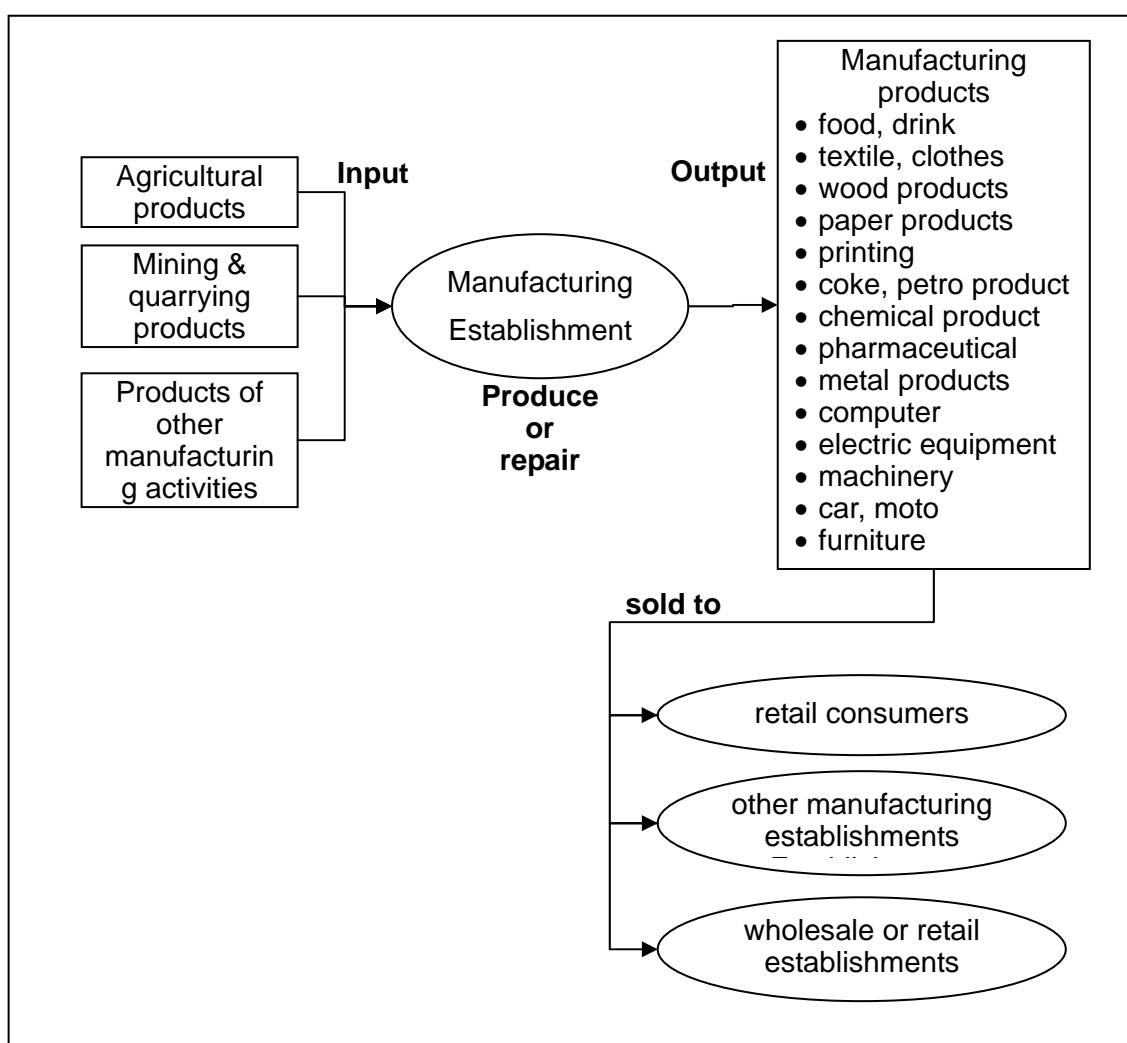 Agricultural
products
Mining &
quarrying
products
Products of
other
manufacturin
g activities
Input
Manufacturing
Establishment
Produce
or
repair
Output
Manufacturing
products
• food, drink
• textile, clothes
• wood products
• paper products
• printing
• coke, petro product
• chemical product
• pharmaceutical
• metal products
• computer
• electric equipment
• machinery
• car, moto
• furniture
sold to
retail consumers
other manufacturing
establishments
wholesale or retail
establishments